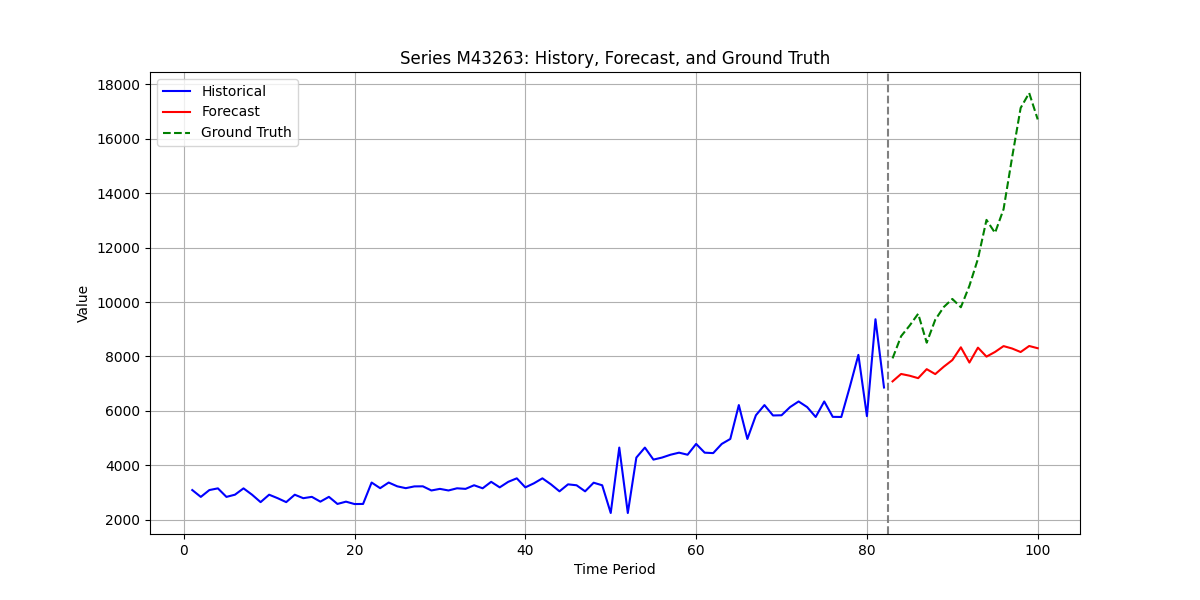 Series M43263: History, Forecast, and Ground Truth
Historical
Forecast
Ground Truth
18000
16000
14000
12000
10000
8000
6000
4000
2000
Value
0 20 40 60 80 100
Time Period